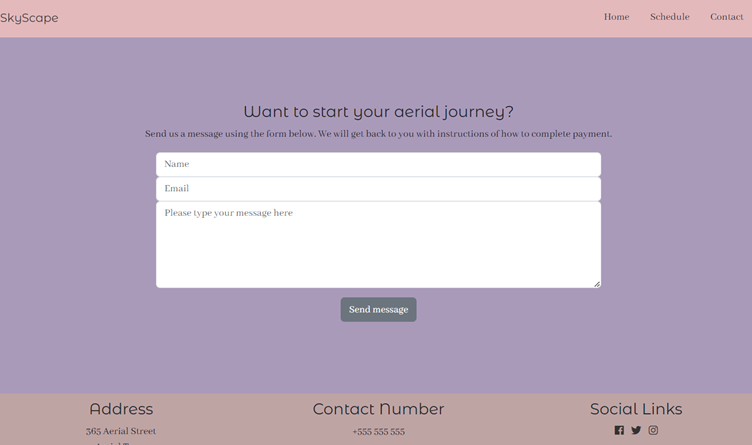 SkyScape
Home Schedule Contact
Want to start your aerial journey?
Send us a message using the form below. We will get back to you with instructions of how to complete payment.
Name
Email
Please type your message here
Send message
Address Contact Number Social Links
365 Aerial Street +555 555 555